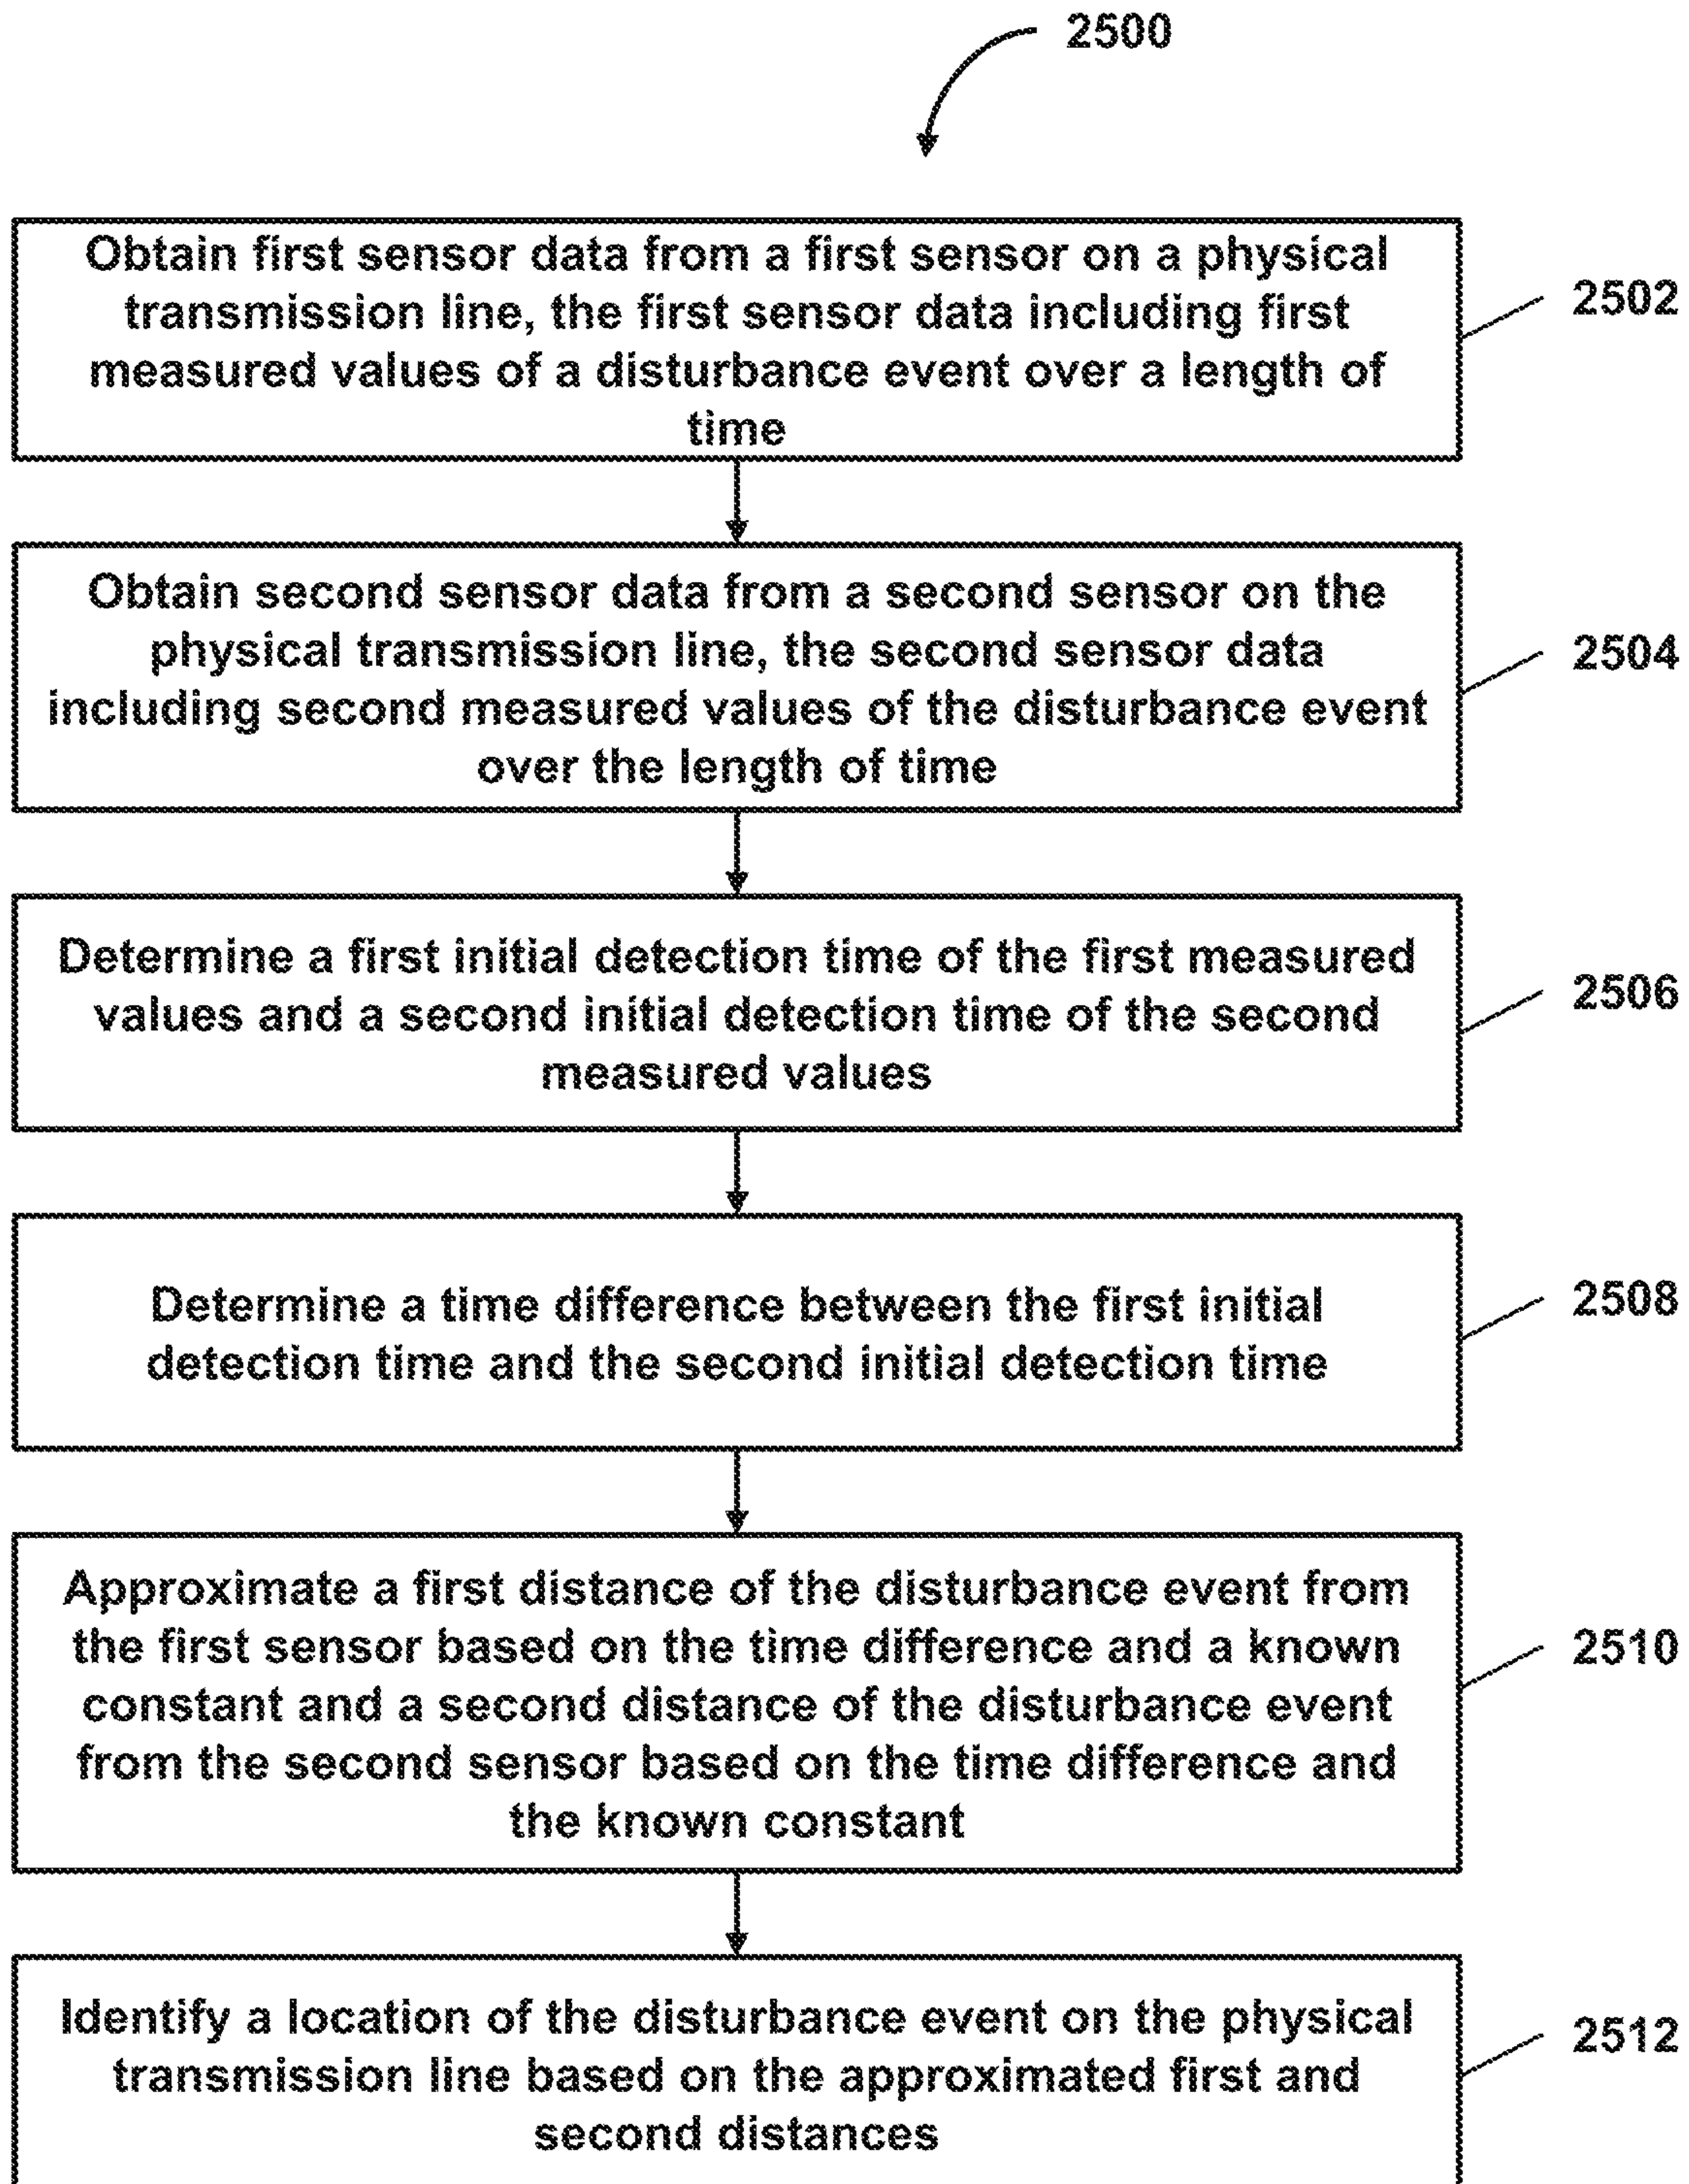 2500
Obtain first sensor data from a first sensor on a physical
transmission line, the first sensor data including first
measured values of a disturbance event over a length of
time
2502
Obtain second sensor data from a second sensor on the
physical transmission line, the second sensor data
including second measured values of the disturbance event
over the length of time
2504
Determine a first initial detection time of the first measured
values and a second initial detection time of the second
measured values
2506
Determine a time difference between the first initial
detection time and the second initial detection time
2508
Approximate a first distance of the disturbance event from
the first sensor based on the time difference and a known
constant and a second distance of the disturbance event
from the second sensor based on the time difference and
the known constant
2510
Identify a location of the disturbance event on the physical
transmission line based on the approximated first and
second distances
2512